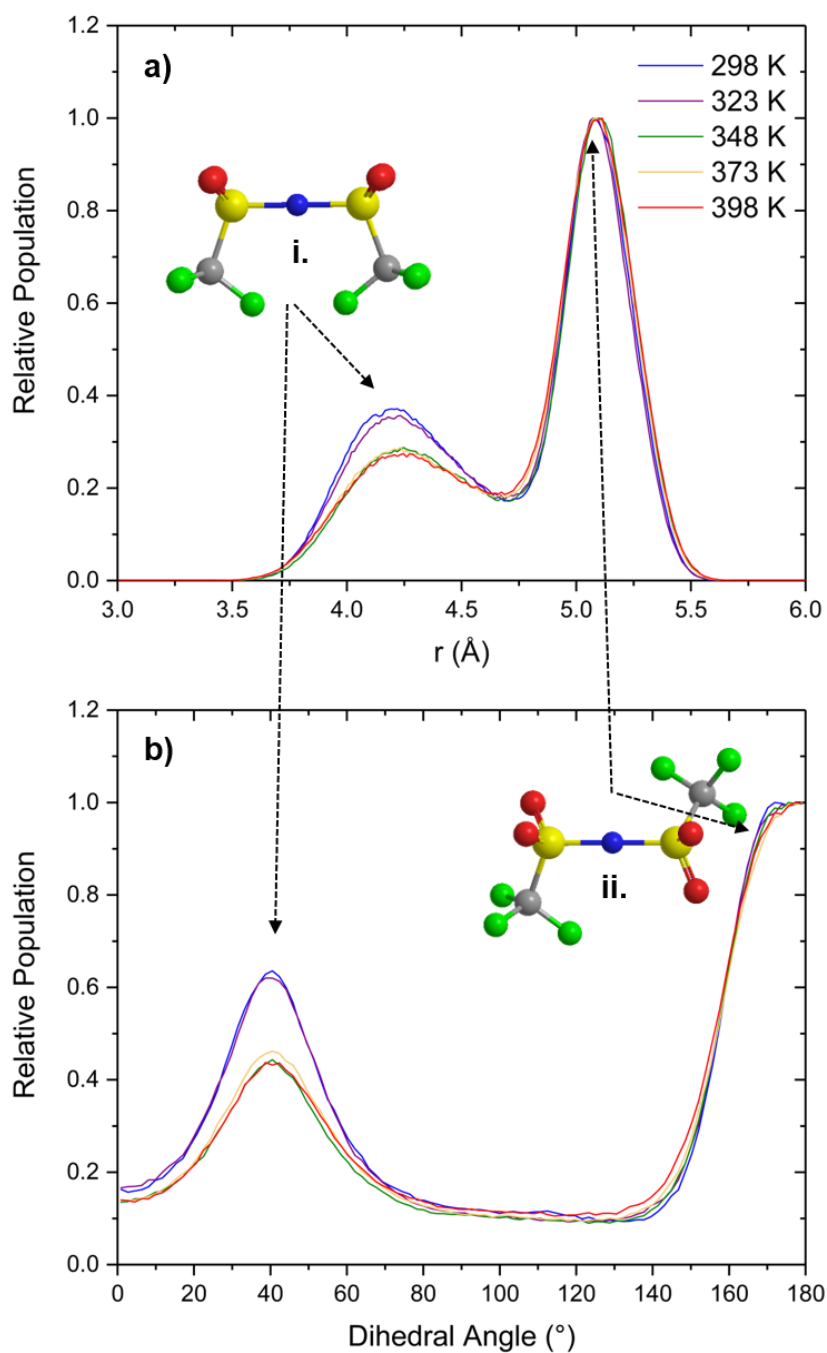 1.2
a)
298 K
323 K
348 K
373 K
398 K
1.0
0.8
0.6
0.4
0.2
0.0
Relative Population
i.
3.0 3.5 4.0 4.5 5.0 5.5 6.0
r (Å)
1.2
b)
1.0
0.8
0.6
0.4
0.2
0.0
Relative Population
ii.
0 20 40 60 80 100 120 140 160 180
Dihedral Angle (°)